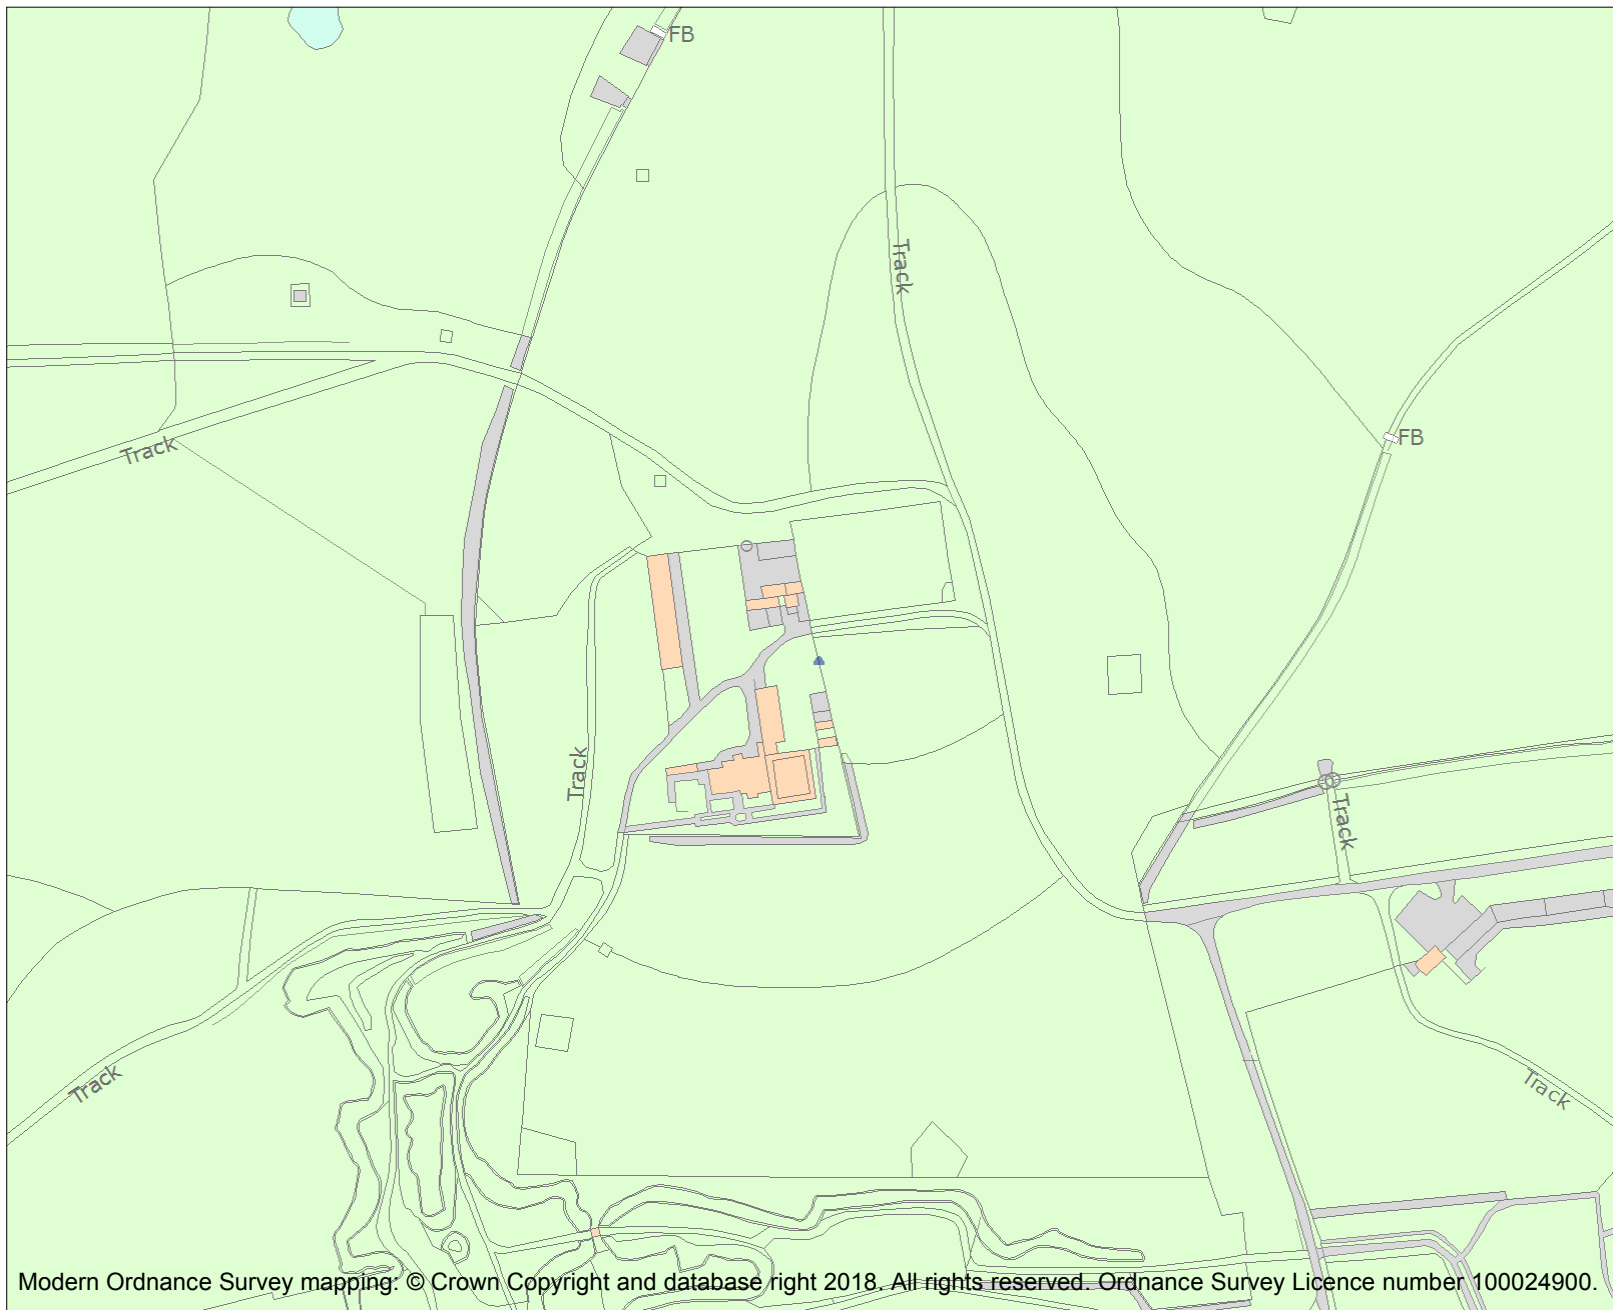 FB
Track
FB
Track
Track
Track
Track
Track
Modern Ordnance Survey mapping: © Crown Copyright and database right 2018. All rights reserved. Ordnance Survey Licence number 100024900.